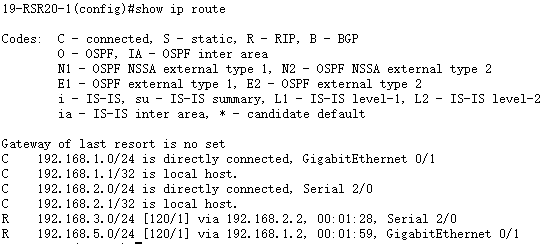 19-RSR20-1(config)#show ip route
Codes:  C - connected, S - static, R - RIP, B - BGP
O - OSPF, IA - OSPF inter area
N1 - OSPF NSSA external type 1, N2 - OSPF NSSA external type 2
E1 - OSPF external type 1, E2 - OSPF external type 2
i - IS-IS, su - IS-IS summary, L1 - IS-IS level-1, L2 - IS-IS level-2
ia - IS-IS inter area, * - candidate default
Gateway of last resort is no set
C    192.168.1.0/24 is directly connected, GigabitEthernet 0/1
C    192.168.1.1/32 is local host.
C    192.168.2.0/24 is directly connected, Serial 2/0
C    192.168.2.1/32 is local host.
R    192.168.3.0/24 [120/1] via 192.168.2.2, 00:01:28, Serial 2/0
R    192.168.5.0/24 [120/1] via 192.168.1.2, 00:01:59, GigabitEthernet 0/1